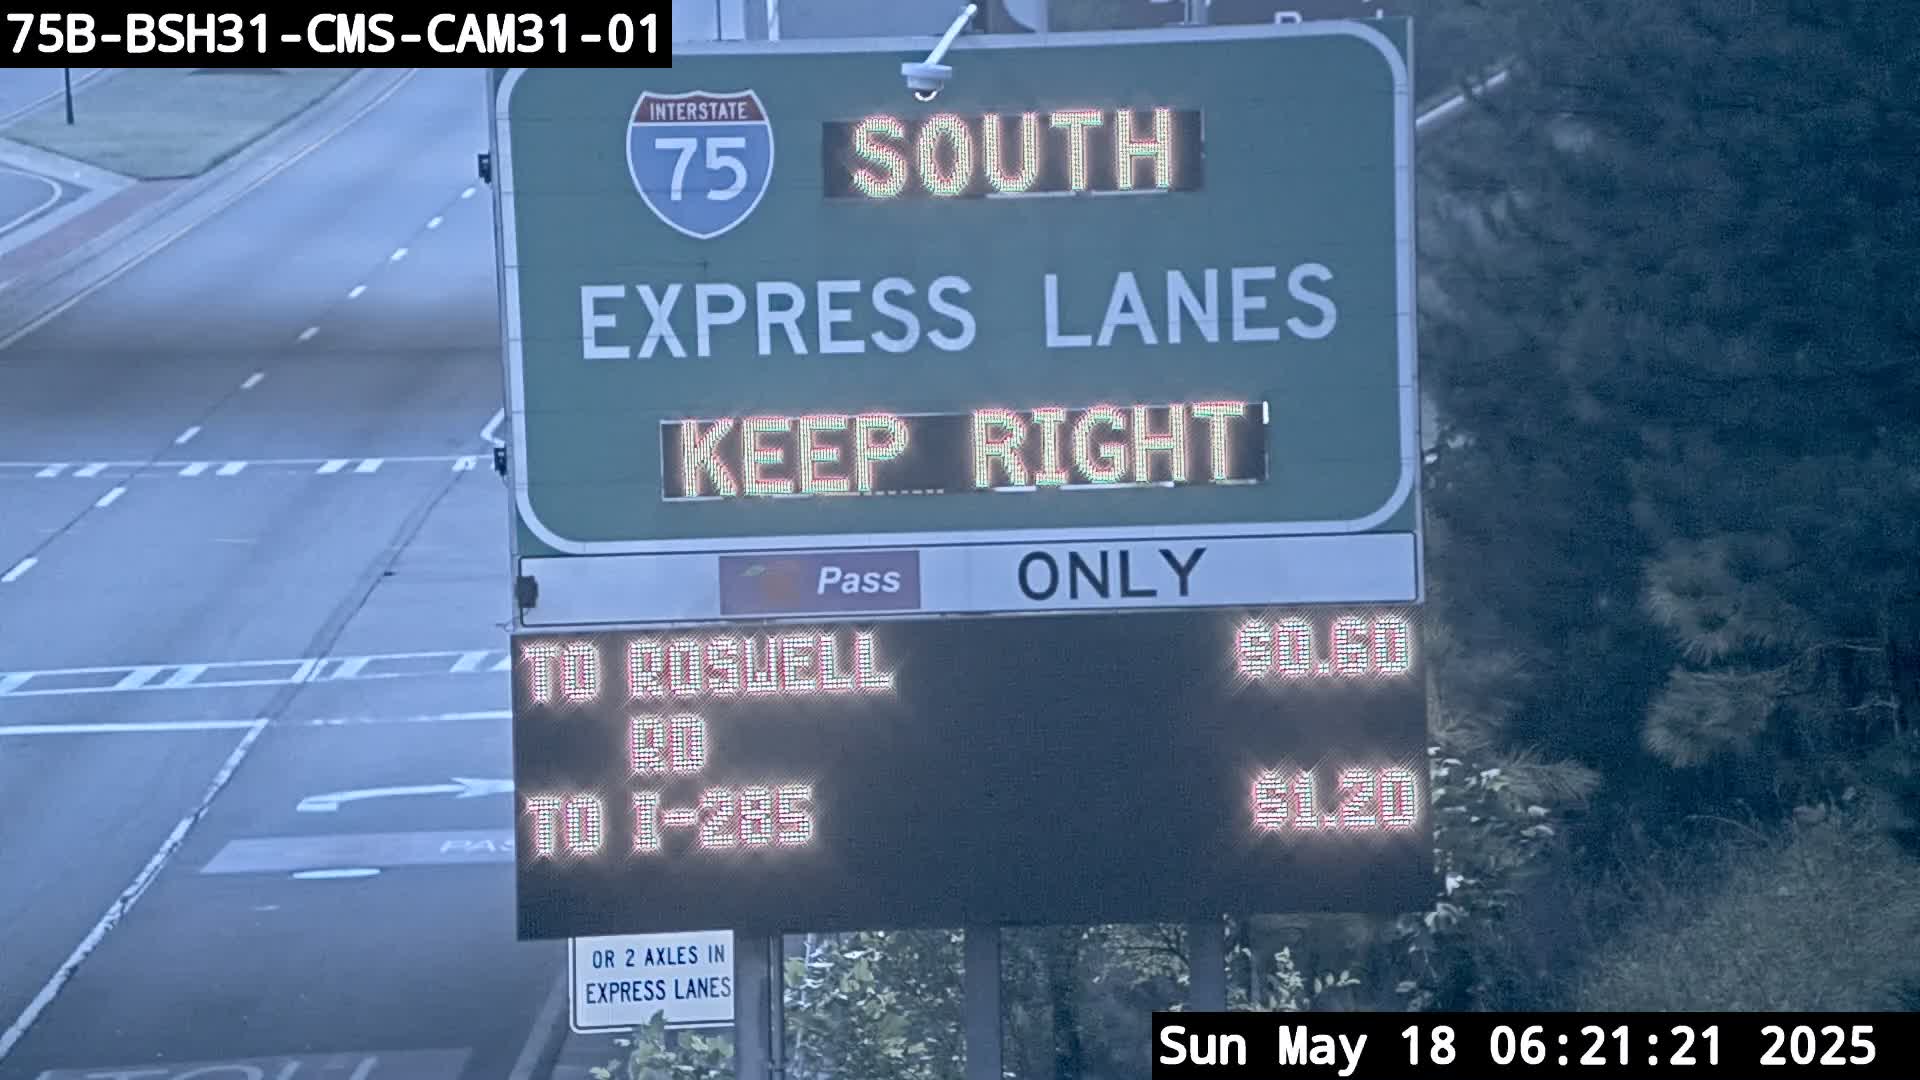 75B-BSH31-CMS-CAM31-01
INTERSTATE
75
SOUTH
EXPRESS LANES
KEEP RIGHT
Pass ONLY
TO ROSWELL $0.60
RD
TO I-285 $1.20
OR 2 AXLES IN
EXPRESS LANES
Sun May 18 06:21:21 2025